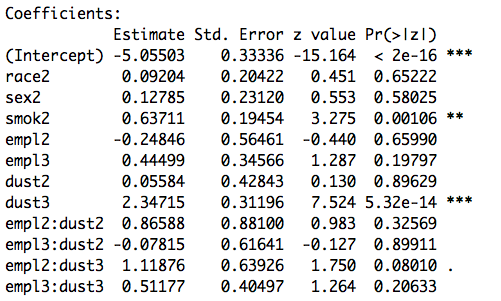 Coefficients:
Estimate Std. Error z value Pr(>|z|)
(Intercept) -5.05503 0.33336 -15.164 < 2e-16 ***
race2 0.09204 0.20422 0.451 0.65222
sex2 0.12785 0.23120 0.553 0.58025
smok2 0.63711 0.19454 3.275 0.00106 **
empl2 -0.24846 0.56461 -0.440 0.65990
empl3 0.44499 0.34566 1.287 0.19797
dust2 0.05584 0.42843 0.130 0.89629
dust3 2.34715 0.31196 7.524 5.32e-14 ***
empl2:dust2 0.86588 0.88100 0.983 0.32569
empl3:dust2 -0.07815 0.61641 -0.127 0.89911
empl2:dust3 1.11876 0.63926 1.750 0.08010 .
empl3:dust3 0.51177 0.40497 1.264 0.20633